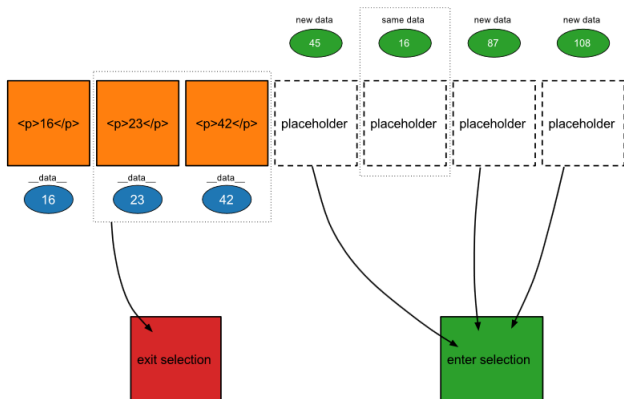 new data
same data
new data
new data
45
16
87
108
<p>16</p>
<p>23</p>
<p>42</p>
placeholder
placeholder
placeholder
placeholder
__data__
__data__
__data__
16
23
42
exit selection
enter selection